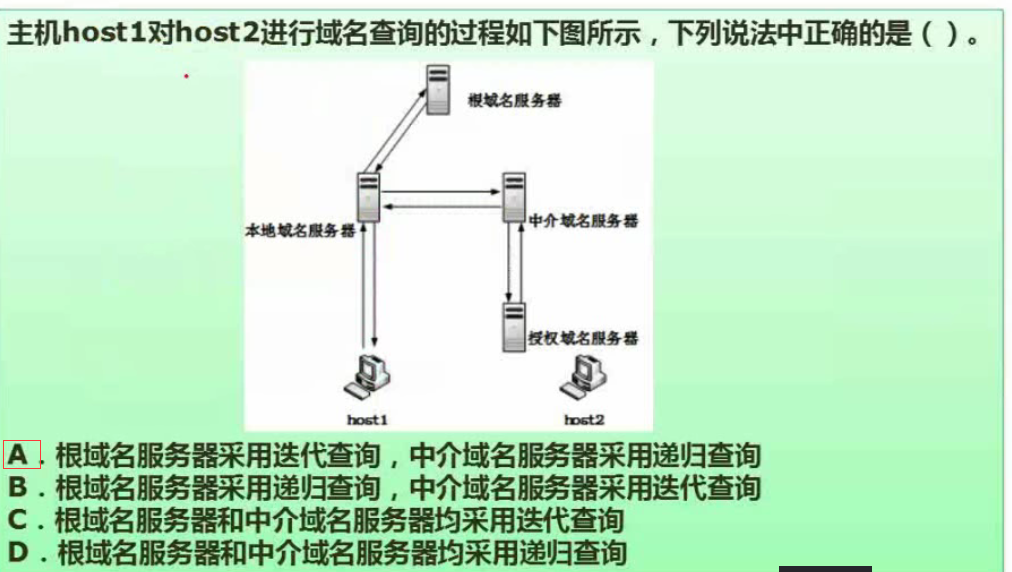 主机host1对host2进行域名查询的过程如下图所示，下列说法中正确的是（ ）。
根域名服务器
中介域名服务器
本地域名服务器
授权域名服务器
host1
host2
A．根域名服务器采用迭代查询，中介域名服务器采用递归查询
B．根域名服务器采用递归查询，中介域名服务器采用迭代查询
C．根域名服务器和中介域名服务器均采用迭代查询
D．根域名服务器和中介域名服务器均采用递归查询